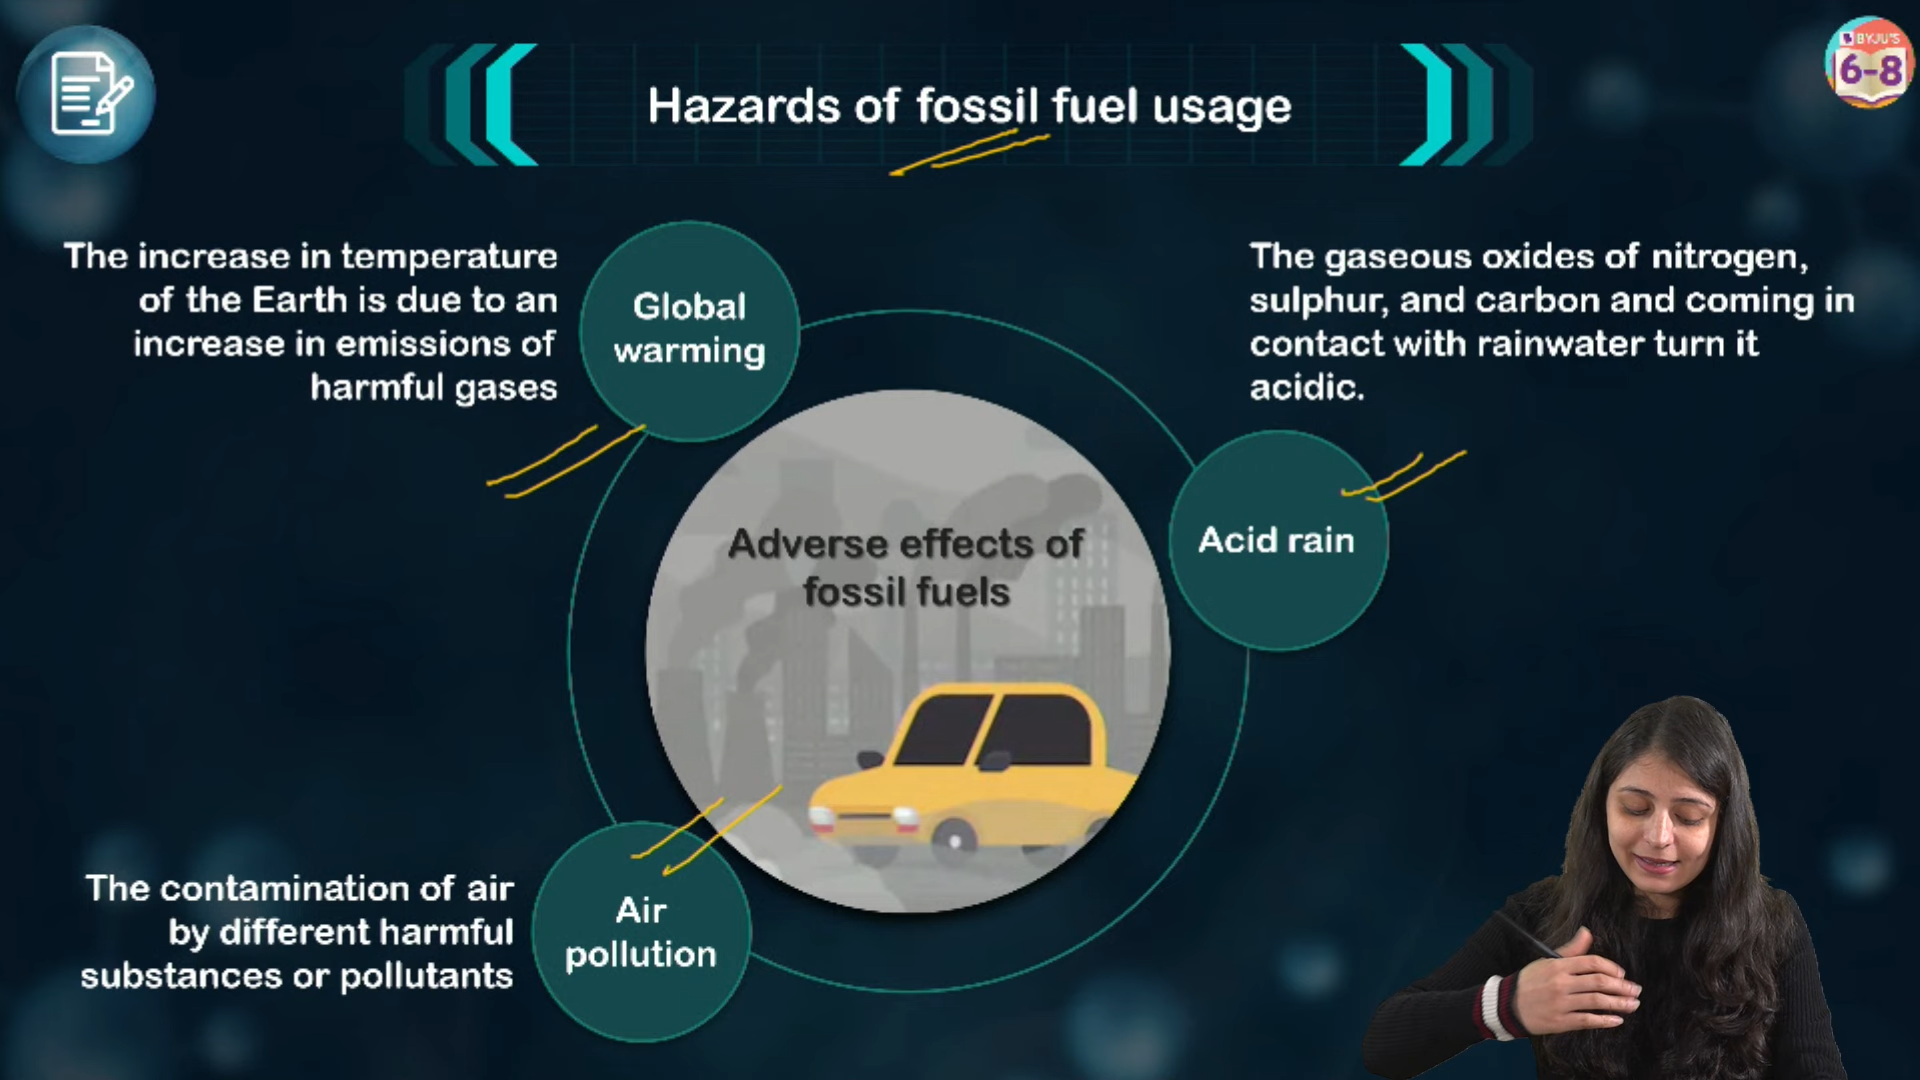 BYJU'S
6-8
Hazards of fossil fuel usage
The increase in temperature
of the Earth is due to an
increase in emissions of
harmful gases
Global
warming
The gaseous oxides of nitrogen,
sulphur, and carbon and coming in
contact with rainwater turn it
acidic.
Acid rain
Adverse effects of
fossil fuels
The contamination of air
by different harmful
substances or pollutants
Air
pollution